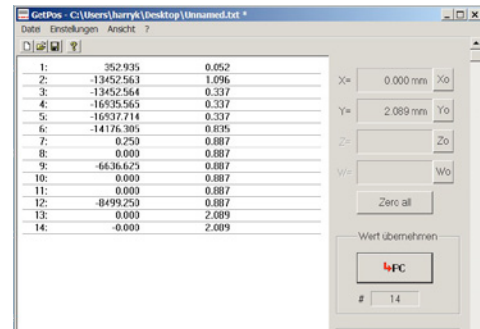 GetPos - C:\Users\harryk\Desktop\Unnamed.txt *
Datei Einstellungen Ansicht ?
1: 352.935 0.052
2: -13452.563 1.096
3: -13452.564 0.337
4: -16935.565 0.337
5: -16937.714 0.337
6: -14176.305 0.835
7: 0.250 0.887
8: 0.000 0.887
9: -6636.625 0.887
10: 0.000 0.887
11: 0.000 0.887
12: -8499.250 0.887
13: 0.000 2.089
14: -0.000 2.089
X= 0.000 mm Xo
Y= 2.089 mm Yo
Z= Zo
W= Wo
Zero all
Wert übernehmen
PC
# 14